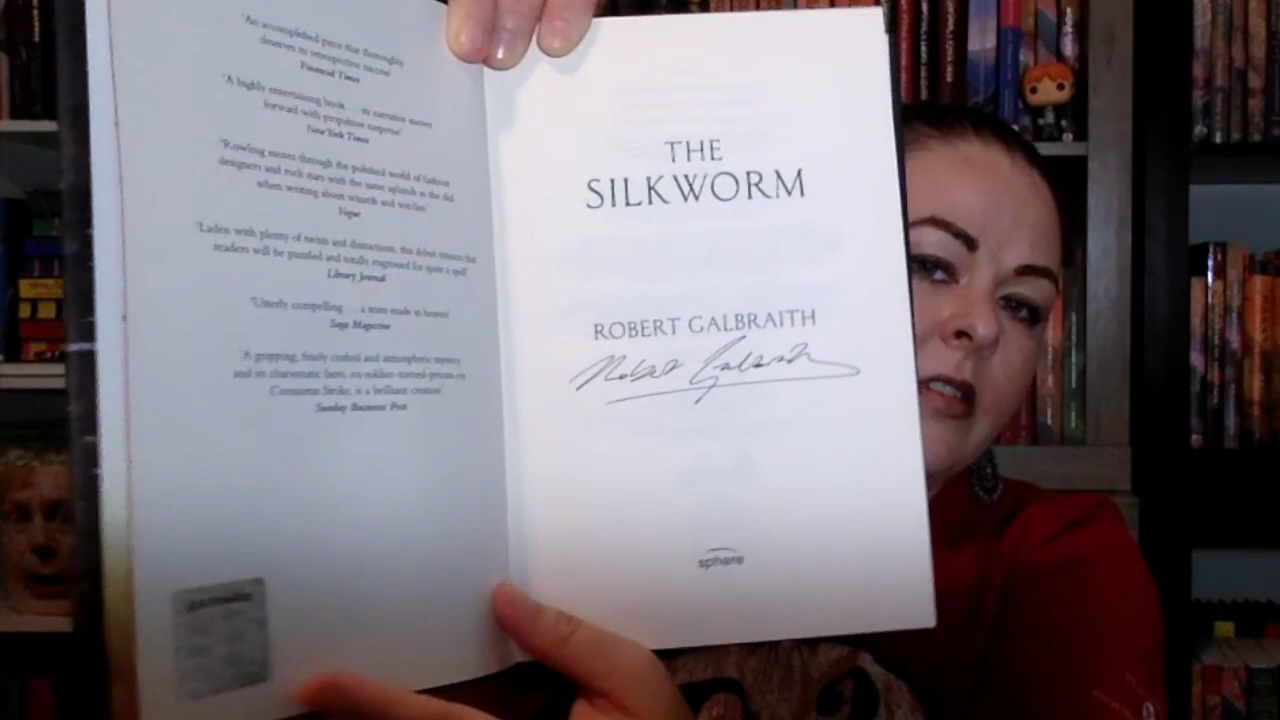 'An accomplished piece that thoroughly
deserves its retrospective success'
Financial Times
'A highly entertaining book ... its narrative moves
forward with propulsive suspense'
New York Times
'Rowling moves through the polished world of fashion
designers and rock stars with the same aplomb as she did
when writing about wizards and witches'
Vogue
'Laden with plenty of twists and distractions, this debut ensures that
readers will be puzzled and totally engrossed for quite a spell'
Library Journal
'Utterly compelling ... a team made in heaven'
Saga Magazine
'A gripping, finely crafted and atmospheric mystery,
and its charismatic hero, ex-soldier-turned-private-eye
Cormoran Strike, is a brilliant creation'
Sunday Business Post
THE
SILKWORM
ROBERT GALBRAITH
Robert Galbraith
sphere